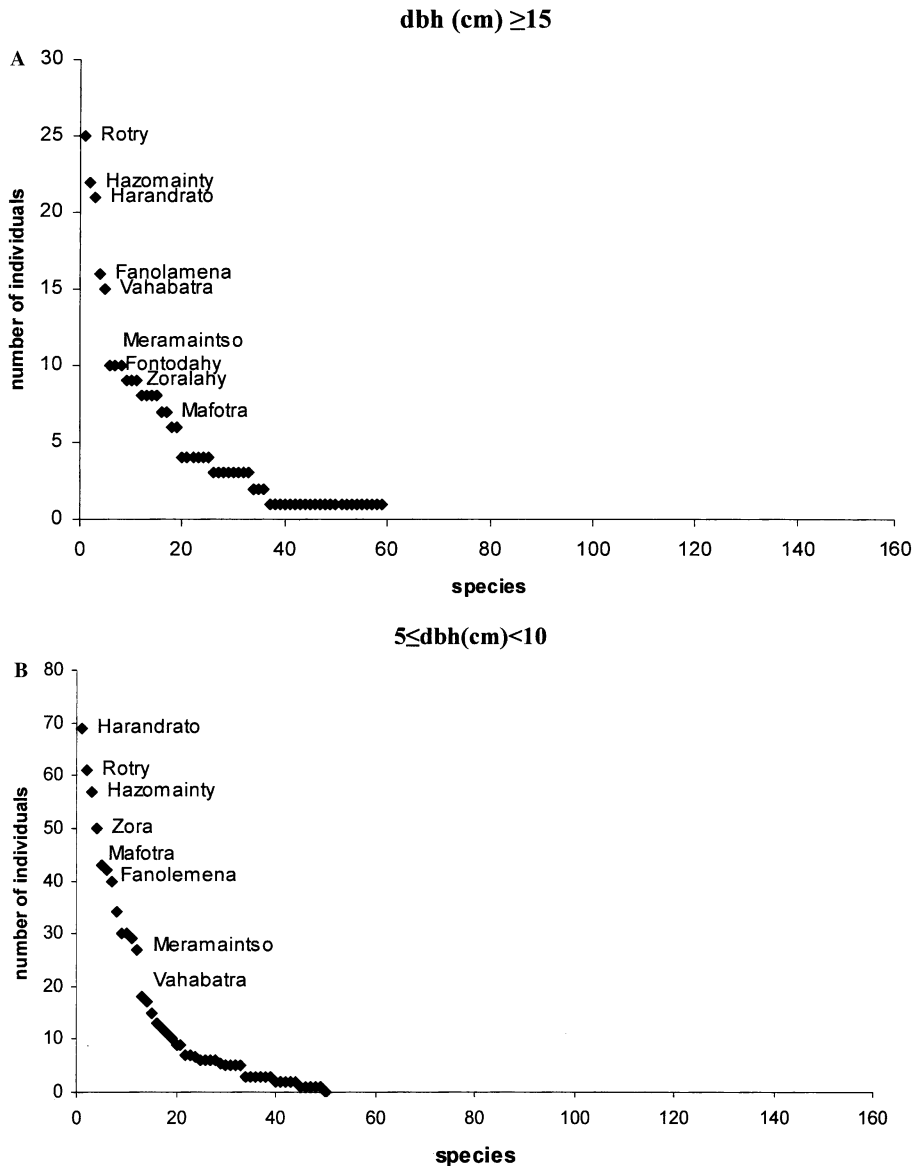 dbh (cm) ≥15
A
30
25
20
15
10
5
0
number of individuals
Rotry
Hazomainty
Harandrato
Fanolamena
Vahabatra
Meramaintso
Fontodahy
Zoralahy
Mafotra
0 20 40 60 80 100 120 140 160
species
5≤dbh(cm)<10
B
80
70
60
50
40
30
20
10
0
number of individuals
Harandrato
Rotry
Hazomainty
Zora
Mafotra
Fanolemena
Meramaintso
Vahabatra
0 20 40 60 80 100 120 140 160
species